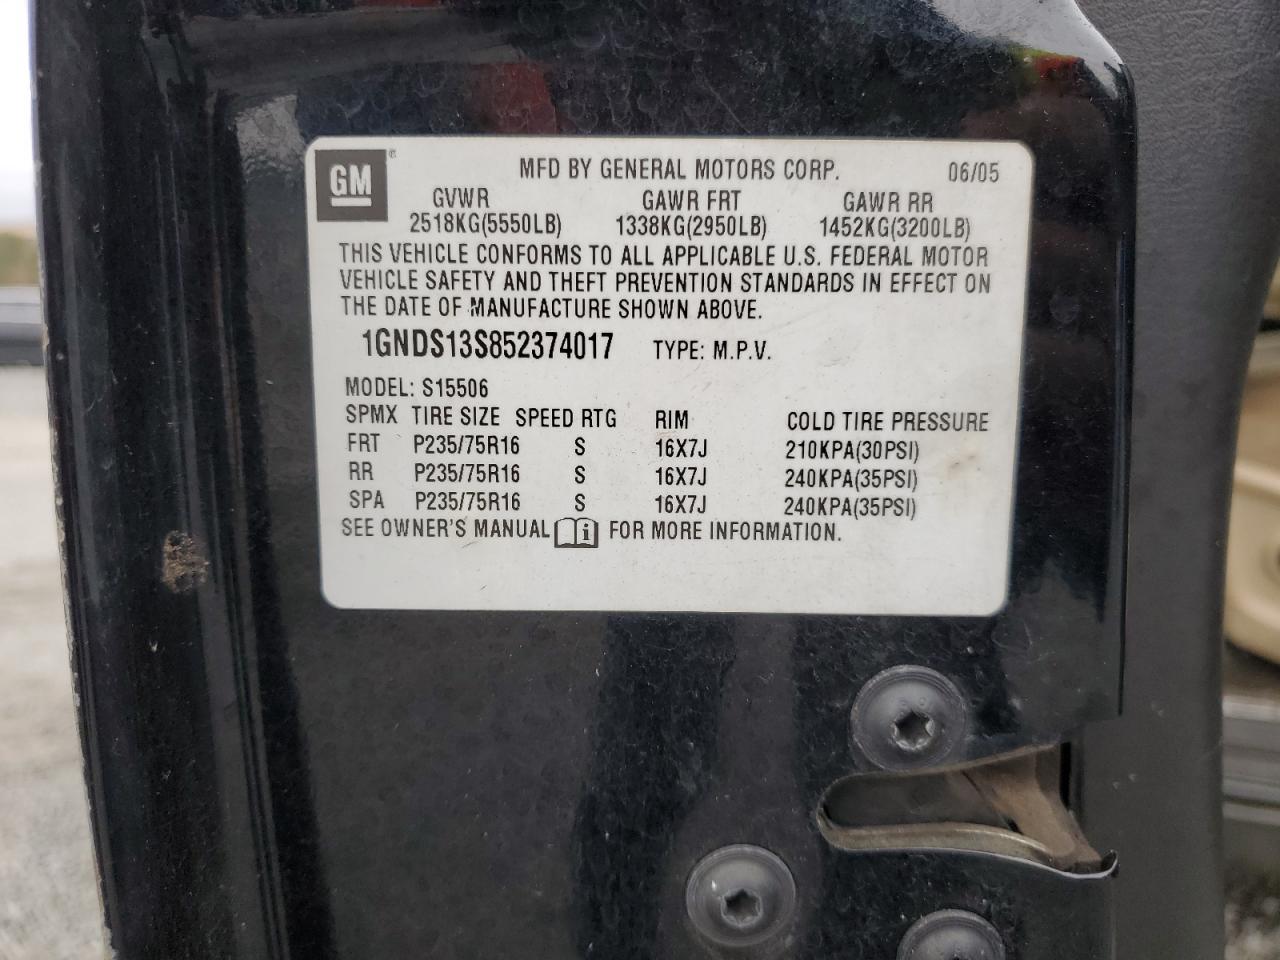 GM® MFD BY GENERAL MOTORS CORP. 06/05
GVWR GAWR FRT GAWR RR
2518KG(5550LB) 1338KG(2950LB) 1452KG(3200LB)
THIS VEHICLE CONFORMS TO ALL APPLICABLE U.S. FEDERAL MOTOR
VEHICLE SAFETY AND THEFT PREVENTION STANDARDS IN EFFECT ON
THE DATE OF MANUFACTURE SHOWN ABOVE.
1GNDS13S852374017 TYPE: M.P.V.
MODEL: S15506
SPMX TIRE SIZE SPEED RTG RIM COLD TIRE PRESSURE
FRT P235/75R16 S 16X7J 210KPA(30PSI)
RR P235/75R16 S 16X7J 240KPA(35PSI)
SPA P235/75R16 S 16X7J 240KPA(35PSI)
SEE OWNER'S MANUAL i FOR MORE INFORMATION.